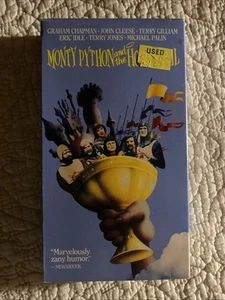 GRAHAM CHAPMAN • JOHN CLEESE • TERRY GILLIAM
ERIC IDLE • TERRY JONES • MICHAEL PALIN
USED
MONTY PYTHON and the HO
"Marvelously
zany humor."